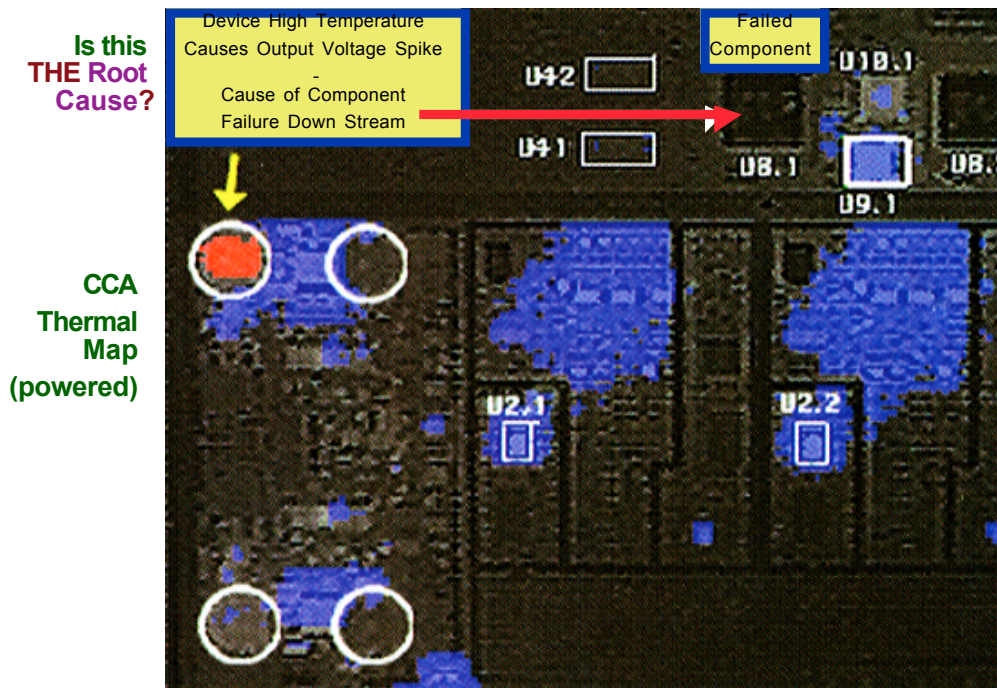 Is this
THE Root
Cause?
Device High Temperature
Causes Output Voltage Spike
-
Cause of Component
Failure Down Stream
Failed
Component
U42
U10.1
U41
U8.1
U8.
U9.1
CCA
Thermal
Map
(powered)
U2.1
U2.2